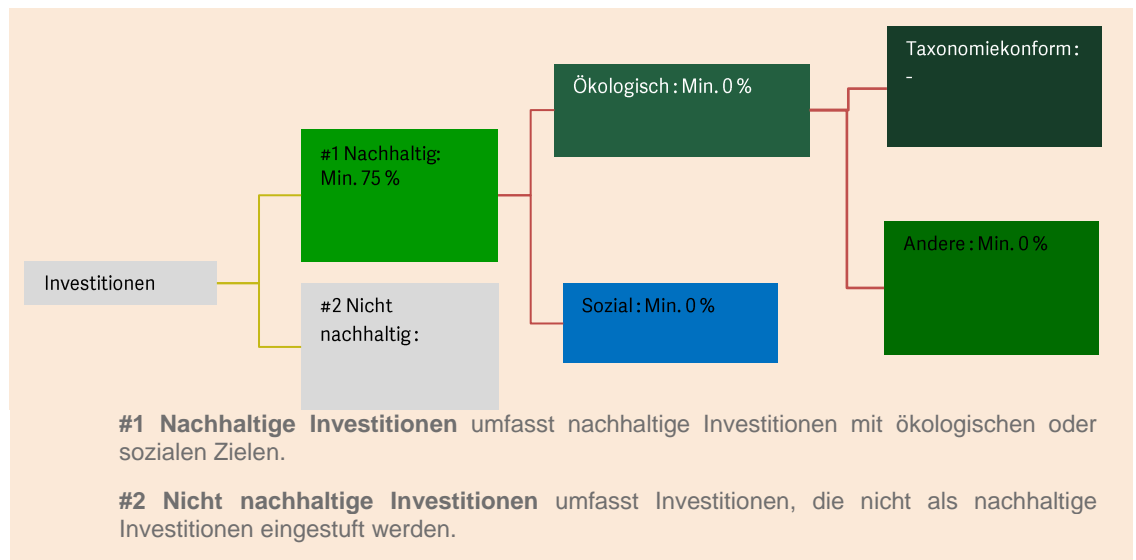 Taxonomiekonform :
-
Ökologisch : Min. 0 %
#1 Nachhaltig:
Min. 75 %
Andere : Min. 0 %
Investitionen
#2 Nicht
nachhaltig :
Sozial : Min. 0 %
#1 Nachhaltige Investitionen umfasst nachhaltige Investitionen mit ökologischen oder
sozialen Zielen.
#2 Nicht nachhaltige Investitionen umfasst Investitionen, die nicht als nachhaltige
Investitionen eingestuft werden.